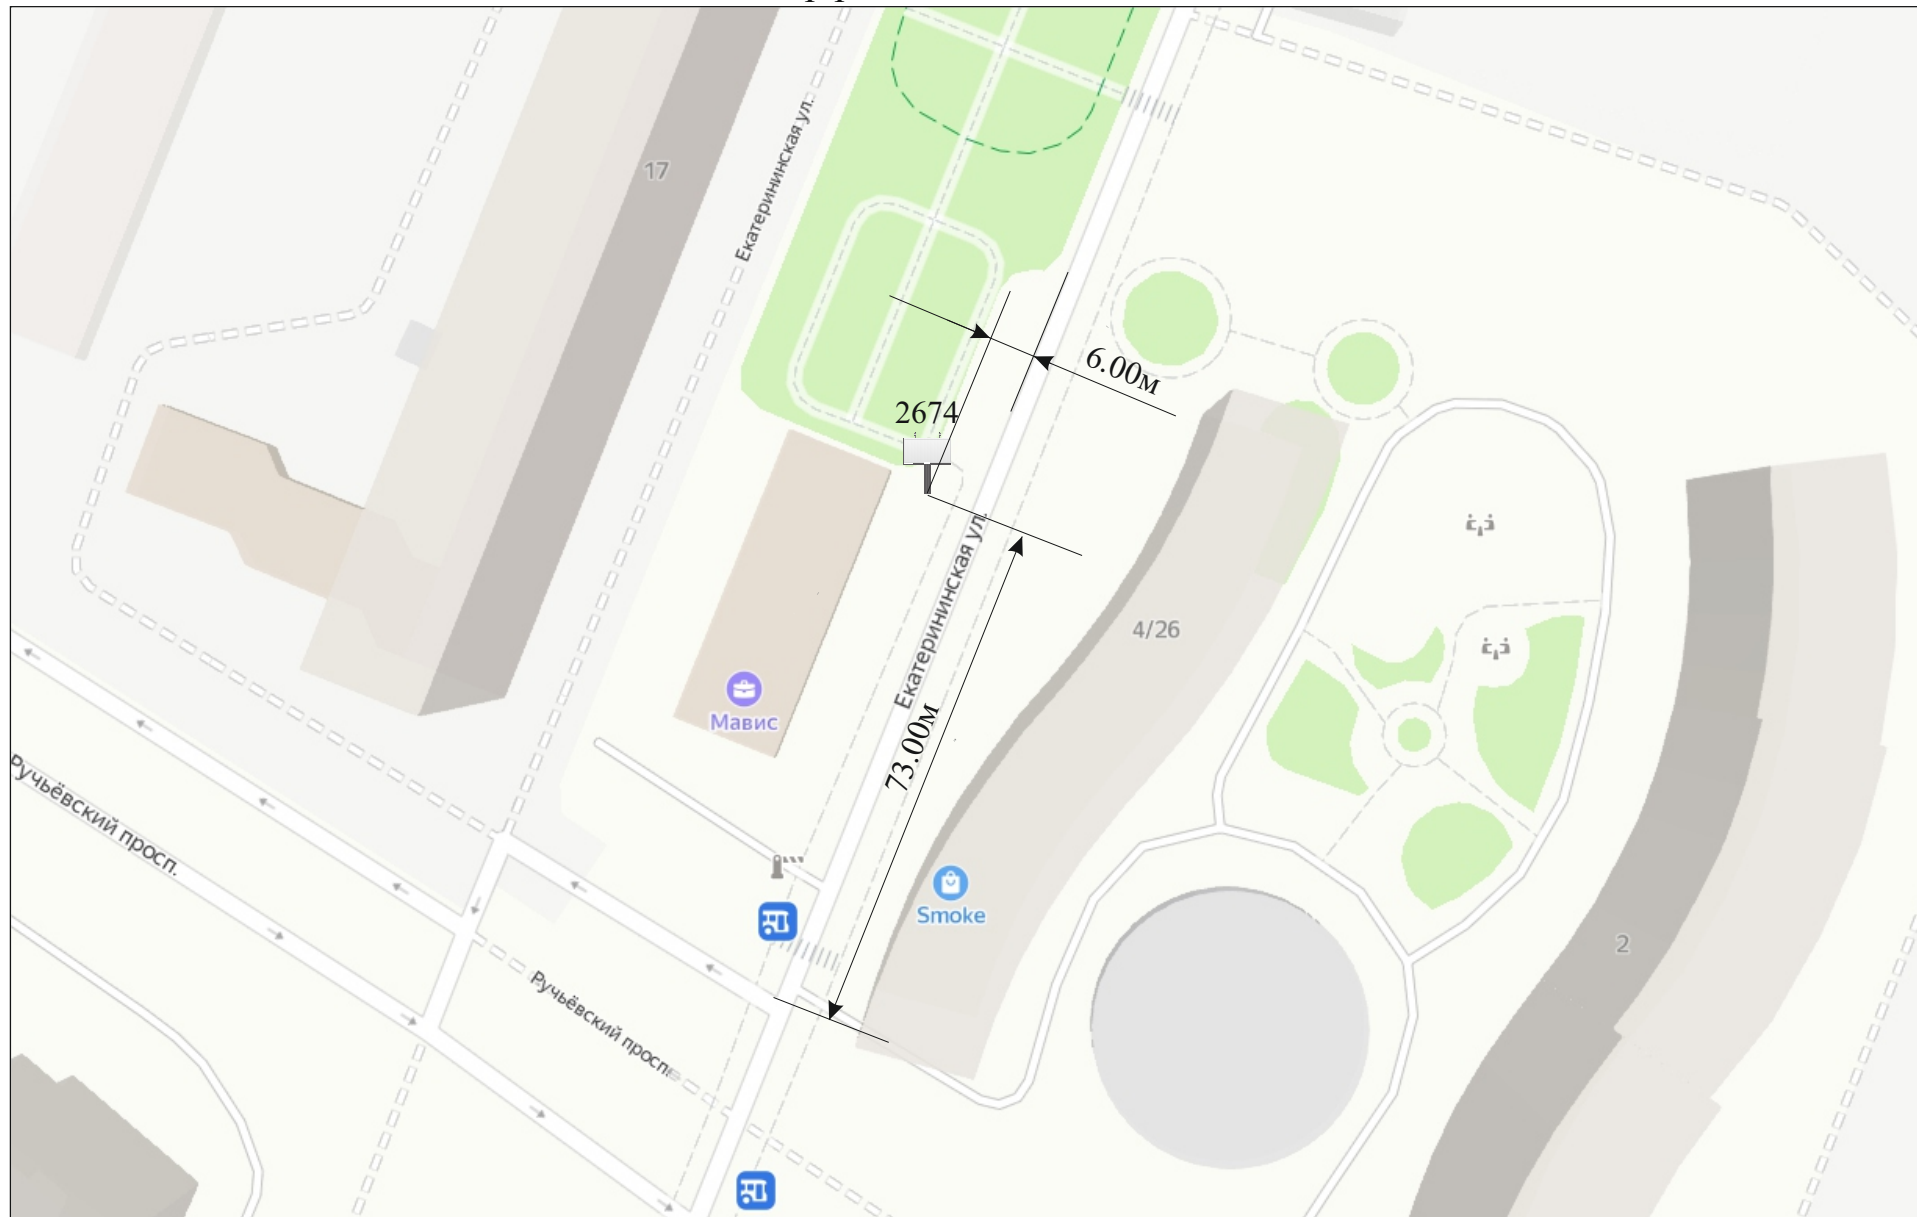 17
Екатерининская ул.
6.00м
2674
Екатерининская ул.
4/26
Мавис
73.00м
Ручьёвский просп.
Smoke
2
Ручьёвский просп.